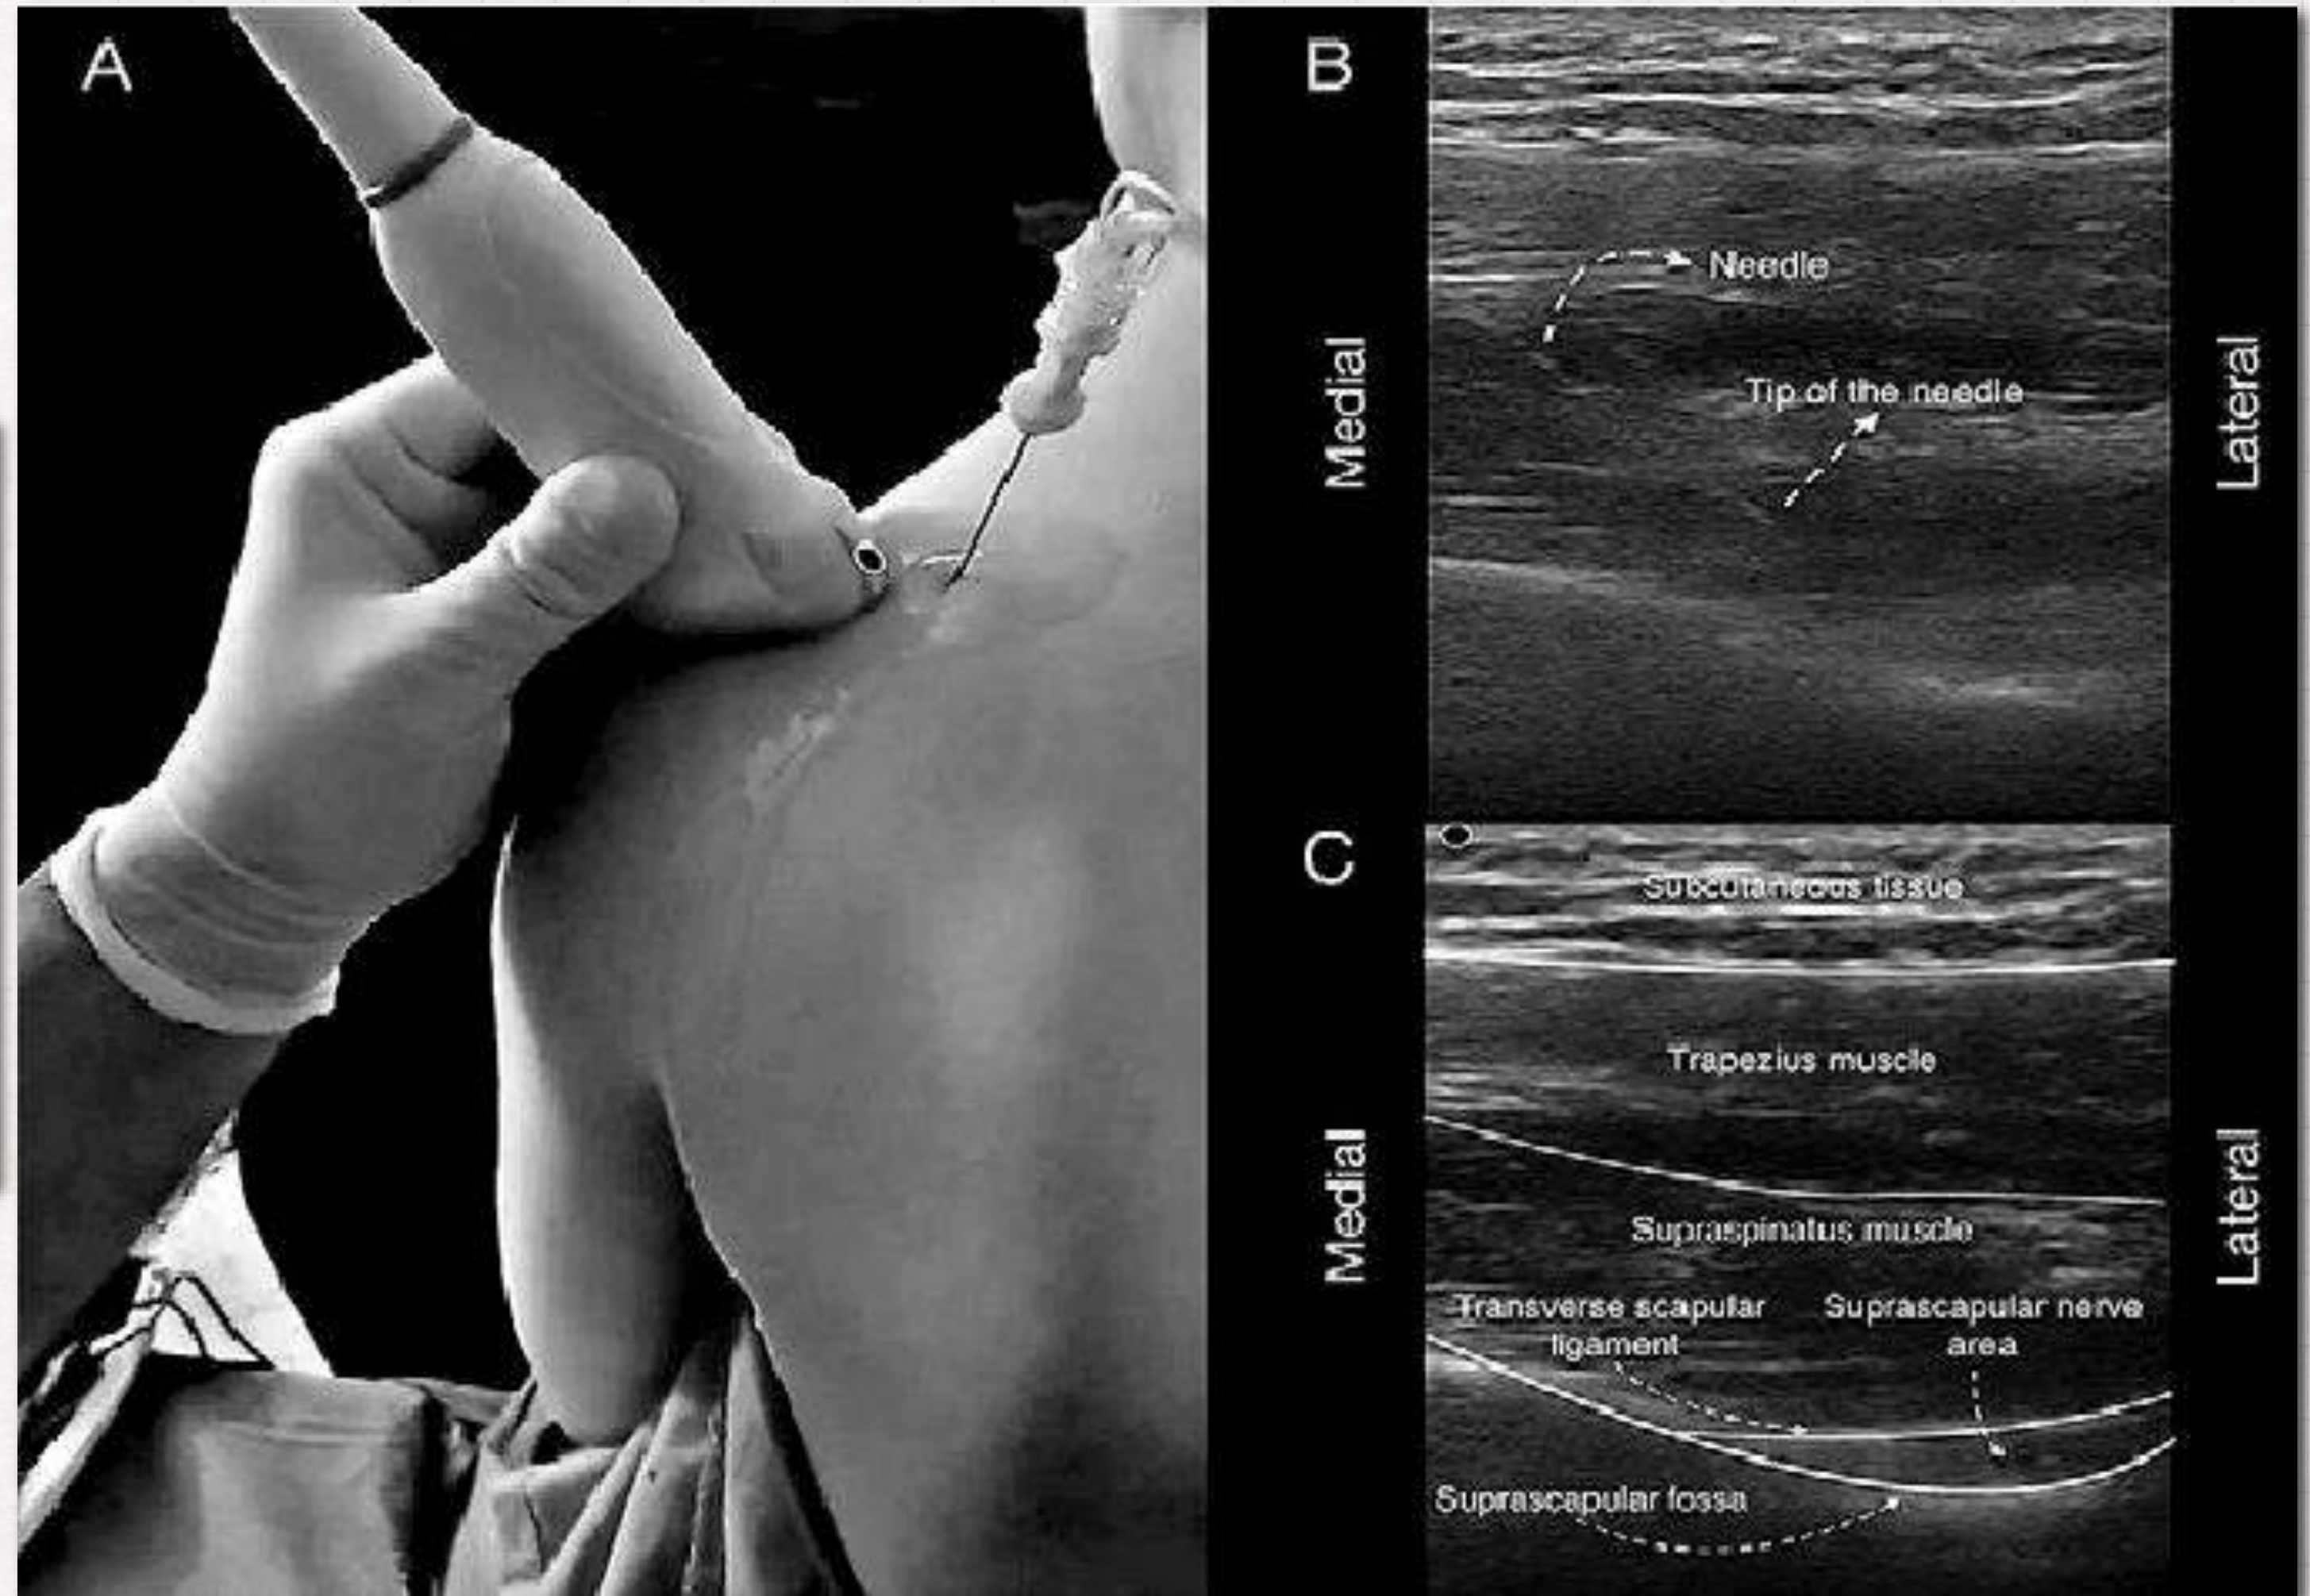 A
B
Medial
Needle
Tip of the needle
Lateral
C
Medial
Subcutaneous tissue
Trapezius muscle
Supraspinatus muscle
Transverse scapular
ligament
Suprascapular nerve
area
Suprascapular fossa
Lateral